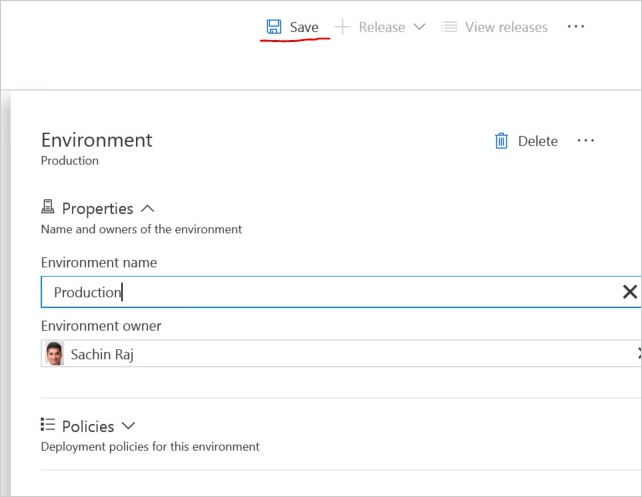 Save Release View releases ...
Environment
Delete ...
Production
Properties
Name and owners of the environment
Environment name
Production
Environment owner
Sachin Raj
Policies
Deployment policies for this environment